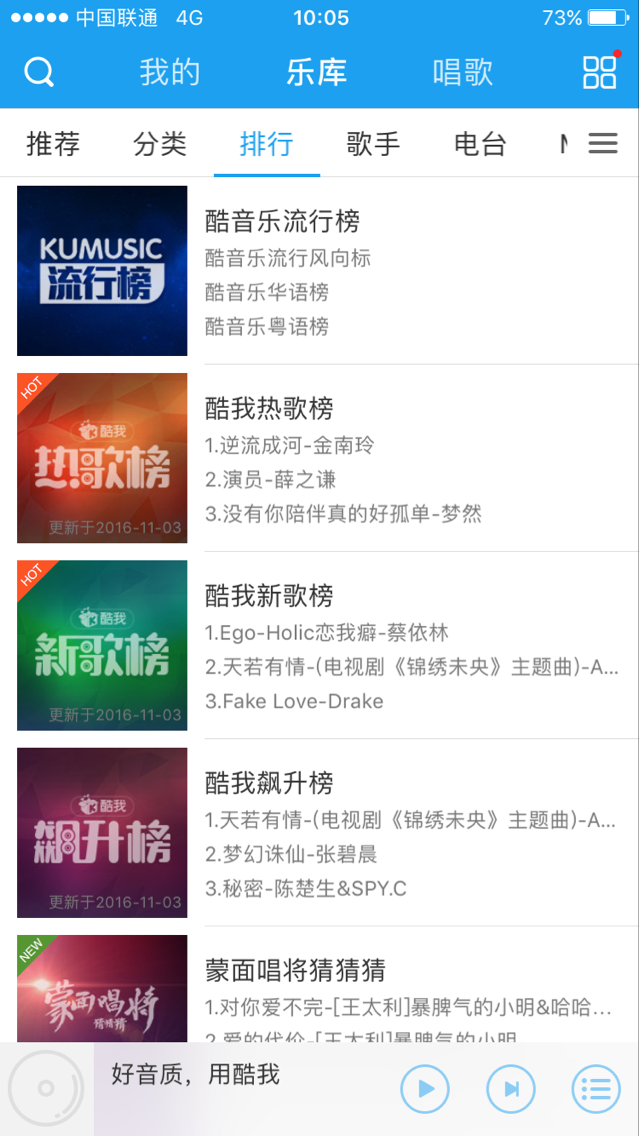 中国联通 4G 10:05 73%
我的 乐库 唱歌
推荐 分类 排行 歌手 电台
KUMUSIC
流行榜
酷音乐流行榜
酷音乐流行风向标
酷音乐华语榜
酷音乐粤语榜
HOT
酷我
热歌榜
更新于2016-11-03
酷我热歌榜
1.逆流成河-金南玲
2.演员-薛之谦
3.没有你陪伴真的好孤单-梦然
HOT
酷我
新歌榜
更新于2016-11-03
酷我新歌榜
1.Ego-Holic恋我癖-蔡依林
2.天若有情-(电视剧《锦绣未央》主题曲)-A...
3.Fake Love-Drake
酷我
飙升榜
更新于2016-11-03
酷我飙升榜
1.天若有情-(电视剧《锦绣未央》主题曲)-A...
2.梦幻诛仙-张碧晨
3.秘密-陈楚生&SPY.C
NEW
蒙面唱将
猜猜猜
蒙面唱将猜猜猜
1.对你爱不完-[王太利]暴脾气的小明&哈哈...
2.爱的代价-[王太利]暴脾气的小明
好音质，用酷我